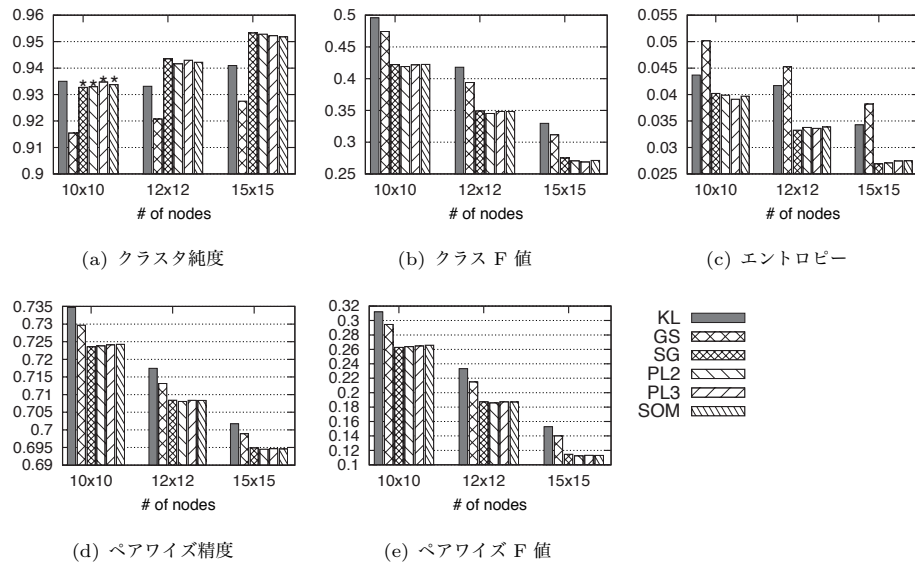 0.96
0.95
0.94
0.93
0.92
0.91
0.9
****
10x10 12x12 15x15
# of nodes
(a) クラスタ純度
0.5
0.45
0.4
0.35
0.3
0.25
10x10 12x12 15x15
# of nodes
(b) クラス F 値
0.055
0.05
0.045
0.04
0.035
0.03
0.025
10x10 12x12 15x15
# of nodes
(c) エントロピー
0.735
0.73
0.725
0.72
0.715
0.71
0.705
0.7
0.695
0.69
10x10 12x12 15x15
# of nodes
(d) ペアワイズ精度
0.32
0.3
0.28
0.26
0.24
0.22
0.2
0.18
0.16
0.14
0.12
0.1
10x10 12x12 15x15
# of nodes
(e) ペアワイズ F 値
KL
GS
SG
PL2
PL3
SOM